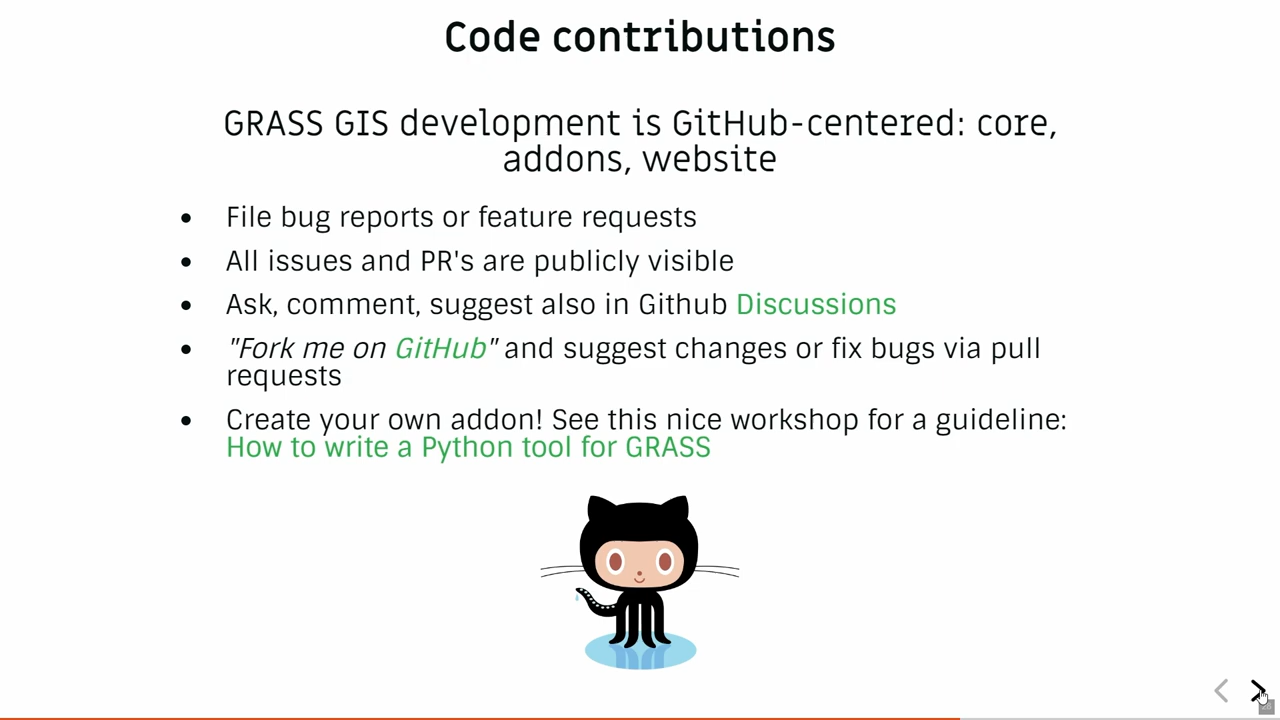 Code contributions
GRASS GIS development is GitHub-centered: core,
addons, website
File bug reports or feature requests
All issues and PR's are publicly visible
Ask, comment, suggest also in Github Discussions
"Fork me on GitHub" and suggest changes or fix bugs via pull
requests
Create your own addon! See this nice workshop for a guideline:
How to write a Python tool for GRASS